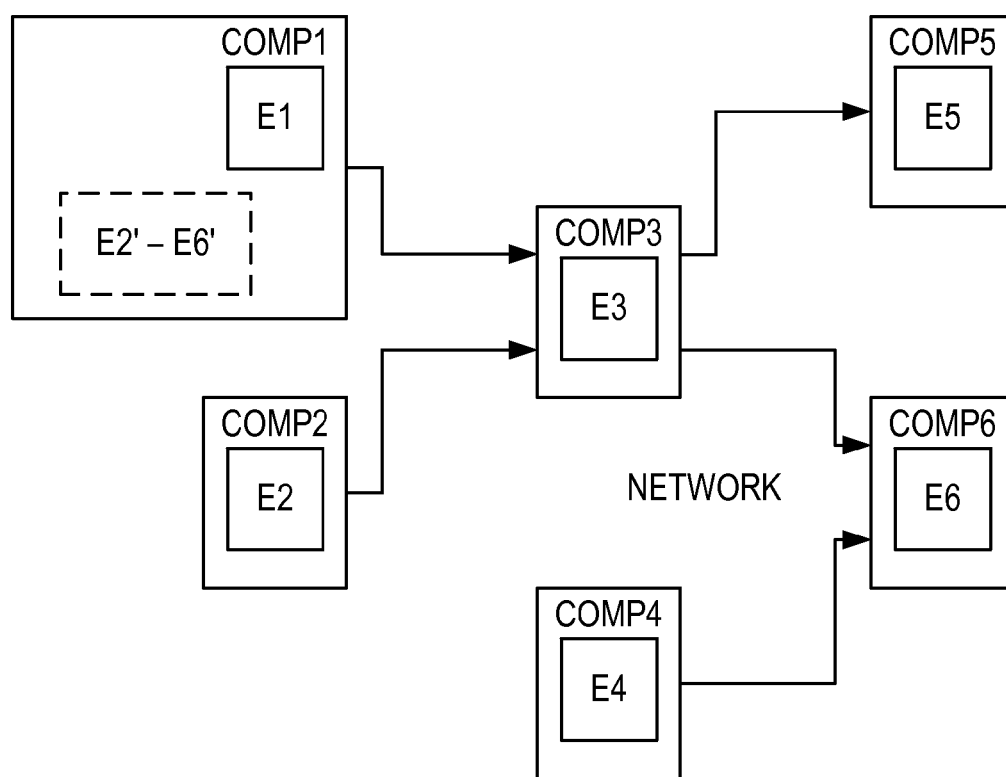 COMP1
E1
E2' – E6'
COMP2
E2
COMP3
E3
NETWORK
COMP4
E4
COMP5
E5
COMP6
E6